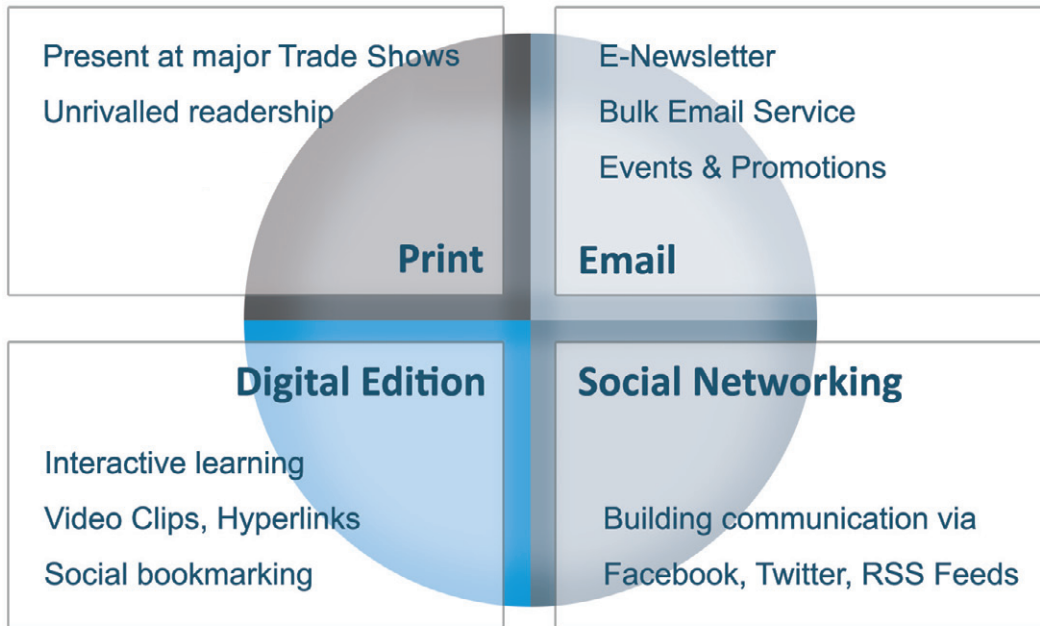 Present at major Trade Shows
Unrivalled readership
Print
E-Newsletter
Bulk Email Service
Events & Promotions
Email
Digital Edition
Interactive learning
Video Clips, Hyperlinks
Social bookmarking
Social Networking
Building communication via
Facebook, Twitter, RSS Feeds